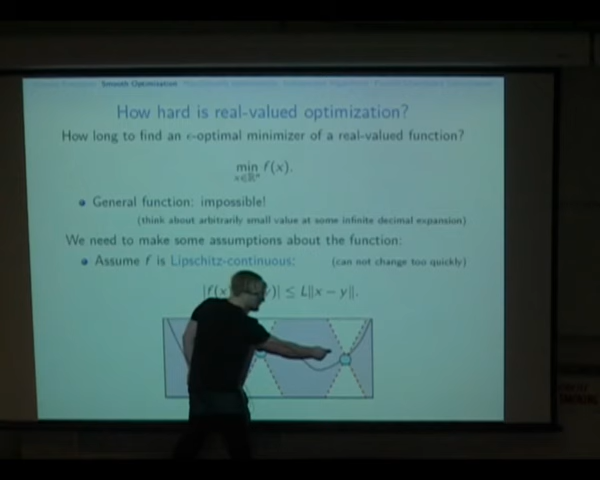 Smooth Optimization
How hard is real-valued optimization?
How long to find an ϵ-optimal minimizer of a real-valued function?
min f(x).
x∈ℝⁿ
General function: impossible!
(think about arbitrarily small value at some infinite decimal expansion)
We need to make some assumptions about the function:
Assume f is Lipschitz-continuous: (can not change too quickly)
|f(x) )| ≤ L‖x − y‖.